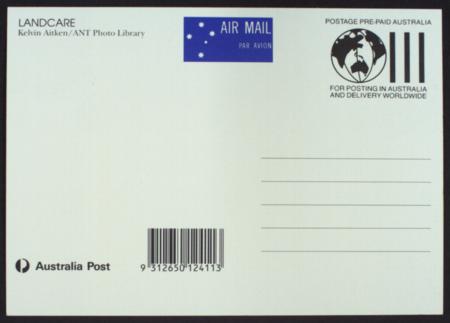 LANDCARE
Kelvin Aitken/ANT Photo Library
AIR MAIL
PAR AVION
POSTAGE PRE-PAID AUSTRALIA
FOR POSTING IN AUSTRALIA
AND DELIVERY WORLDWIDE
Australia Post
9 312650 124113